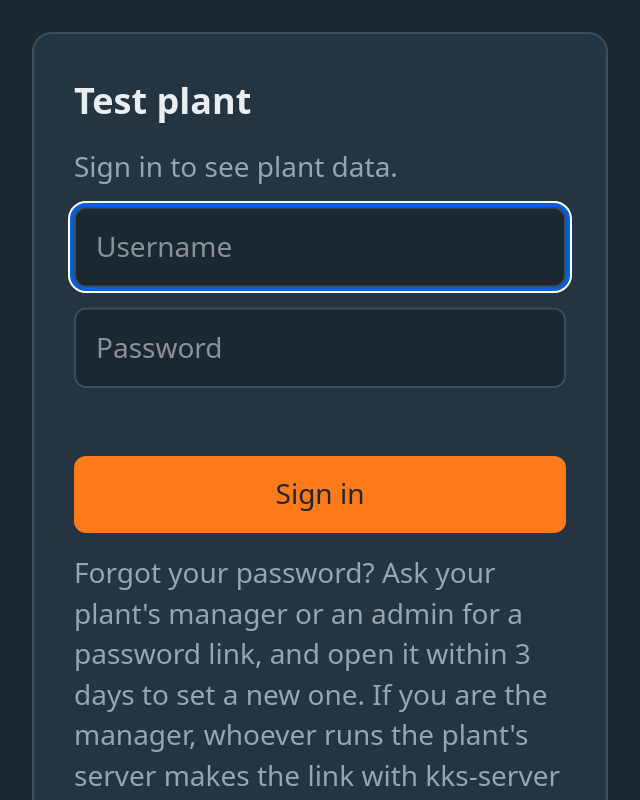 Test plant
Sign in to see plant data.
Username
Password
Sign in
Forgot your password? Ask your
plant's manager or an admin for a
password link, and open it within 3
days to set a new one. If you are the
manager, whoever runs the plant's
server makes the link with kks-server